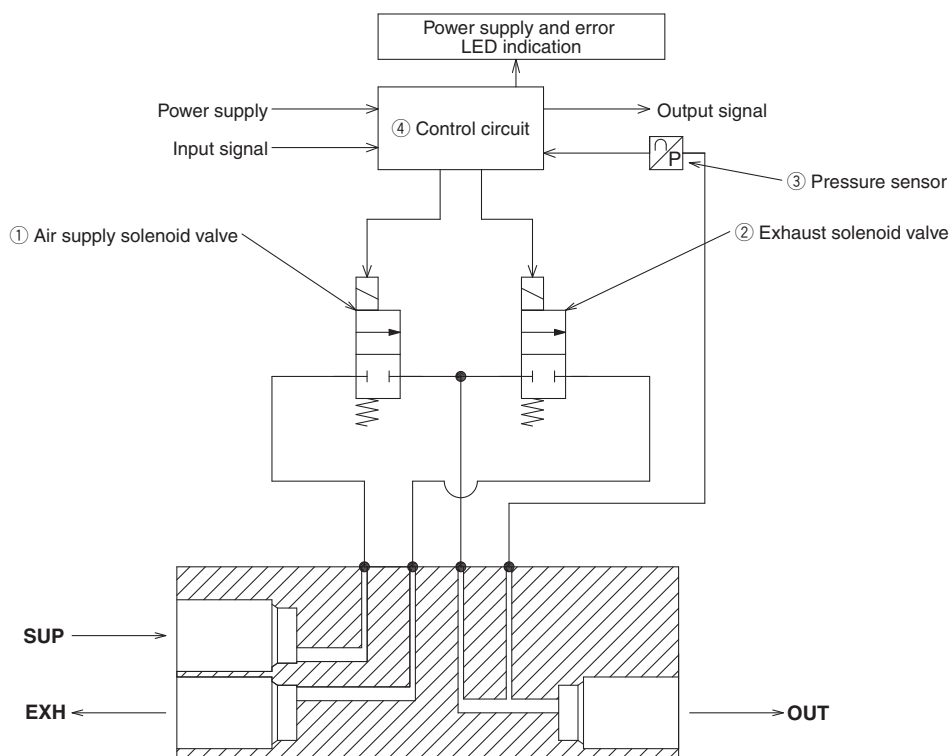 Power supply and error
LED indication
Power supply
④ Control circuit
Output signal
Input signal
P
③ Pressure sensor
① Air supply solenoid valve
② Exhaust solenoid valve
SUP
EXH
OUT